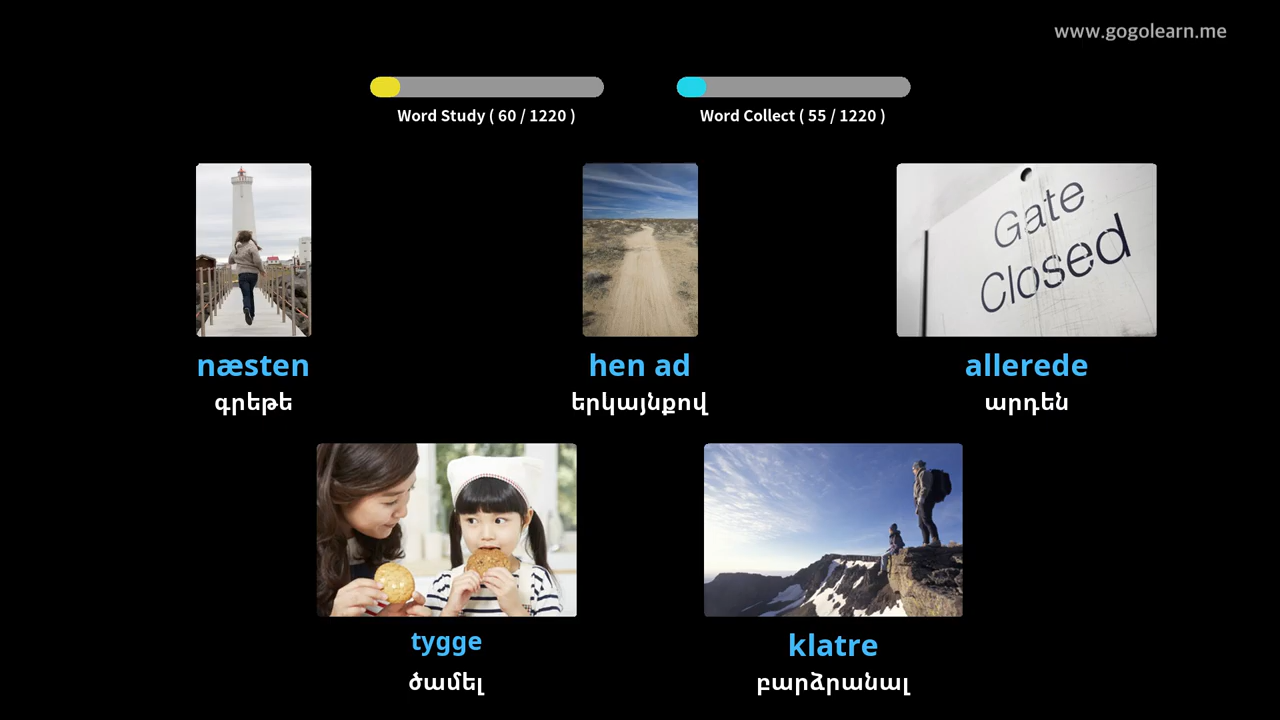 www.gogolearn.me
Word Study ( 60 / 1220 )
Word Collect ( 55 / 1220 )
Gate
Closed
næsten
hen ad
allerede
գրեթե
երկայնքով
արդեն
tygge
klatre
ծամել
բարձրանալ